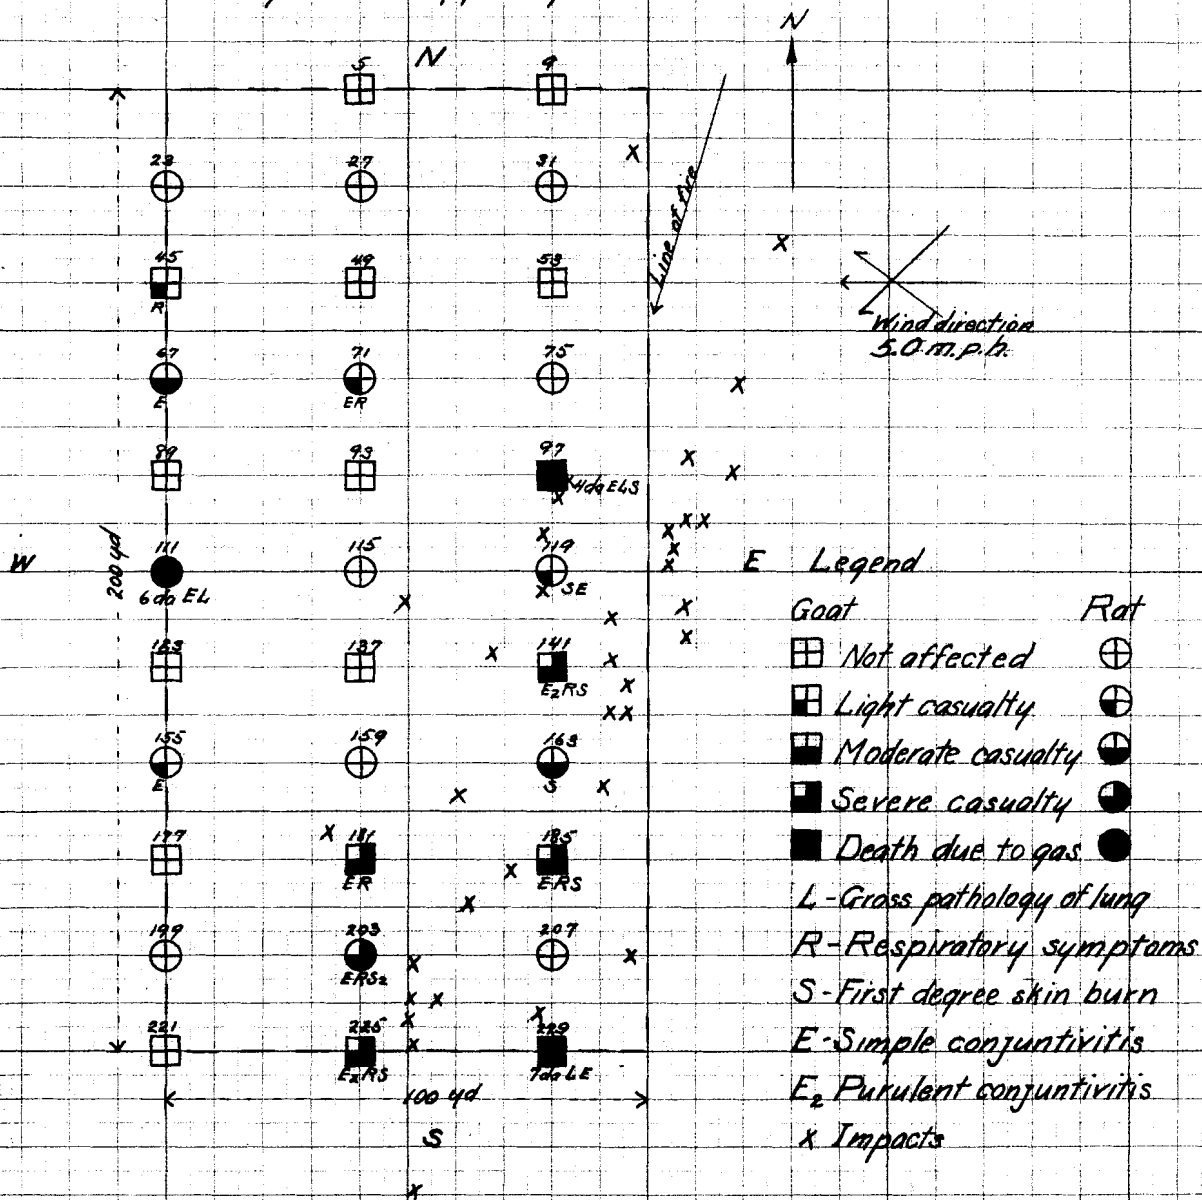 N
N
5 9
23 27 31
Line of fire
45 49 53
R
Wind direction
5.0 m.p.h.
67 71 75
E ER
89 93 97
4da ELS
200 yd
W
111 115 119
E
6 da EL
SE
133 137 141
E₂RS
155 159 163
E S
177 181 185
ER ERS
199 203 207
ERS₂
221 225 229
E₂RS 7da LE
100 yd
S
Legend
Goat Rat
Not affected
Light casualty
Moderate casualty
Severe casualty
Death due to gas
L - Gross pathology of lung
R - Respiratory symptoms
S - First degree skin burn
E - Simple conjuntivitis
E₂ Purulent conjuntivitis
x Impacts